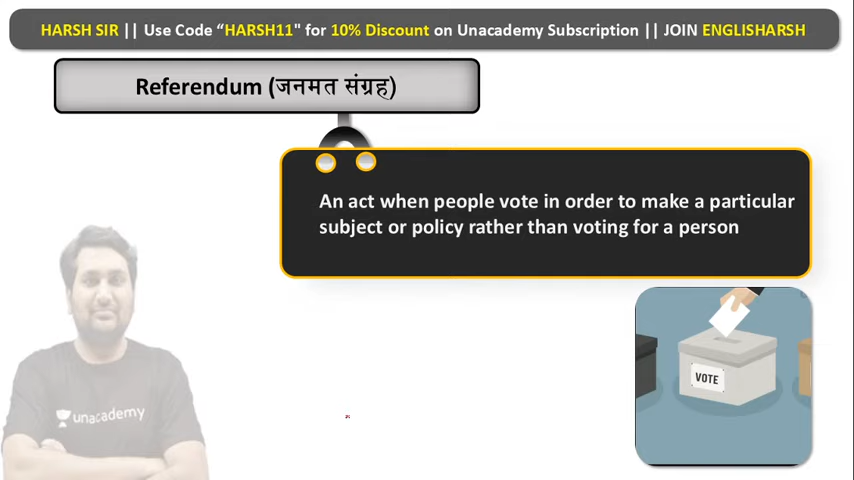 HARSH SIR || Use Code “HARSH11" for 10% Discount on Unacademy Subscription || JOIN ENGLISHARSH
Referendum (जनमत संग्रह)
An act when people vote in order to make a particular
subject or policy rather than voting for a person
VOTE
unacademy